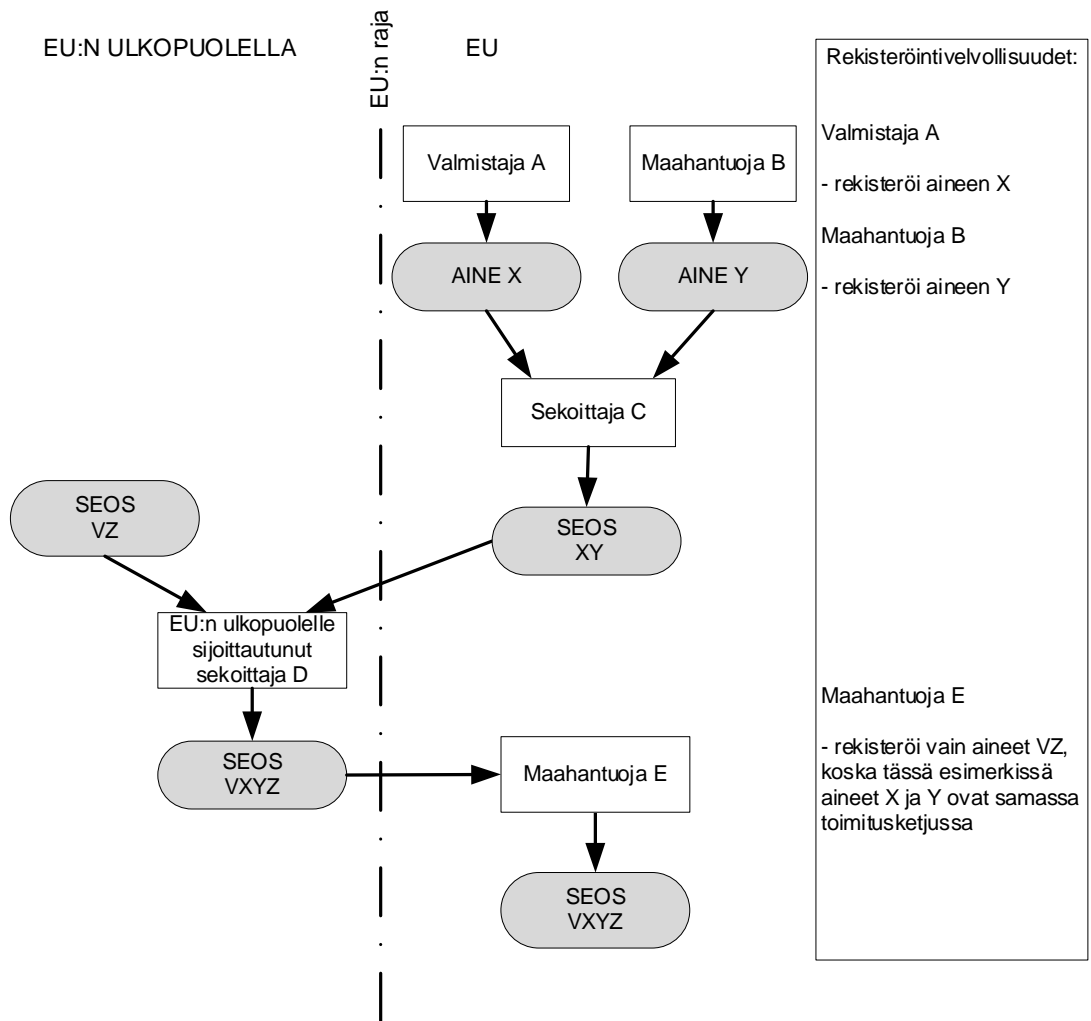 EU:N ULKOPUOLELLA
EU:n raja
EU
Valmistaja A
Maahantuoja B
AINE X
AINE Y
Sekoittaja C
SEOS
VZ
SEOS
XY
EU:n ulkopuolelle
sijoittautunut
sekoittaja D
SEOS
VXYZ
Maahantuoja E
SEOS
VXYZ
Rekisteröintivelvollisuudet:
Valmistaja A
- rekisteröi aineen X
Maahantuoja B
- rekisteröi aineen Y
Maahantuoja E
- rekisteröi vain aineet VZ,
koska tässä esimerkissä
aineet X ja Y ovat samassa
toimitusketjussa